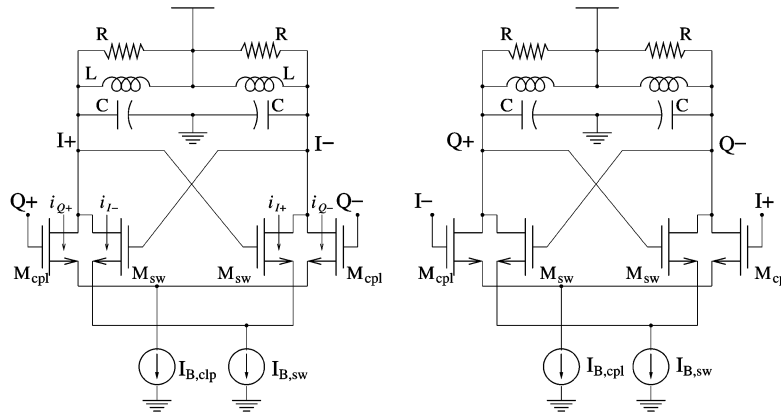 R R R R
L L
C C C C
I+ I− Q+ Q−
Q+ i_Q+ i_I− i_I+ i_Q− Q− I− I+
M_cpl M_sw M_sw M_cpl M_cpl M_sw M_sw M_cp
I_B,clp I_B,sw I_B,cpl I_B,sw